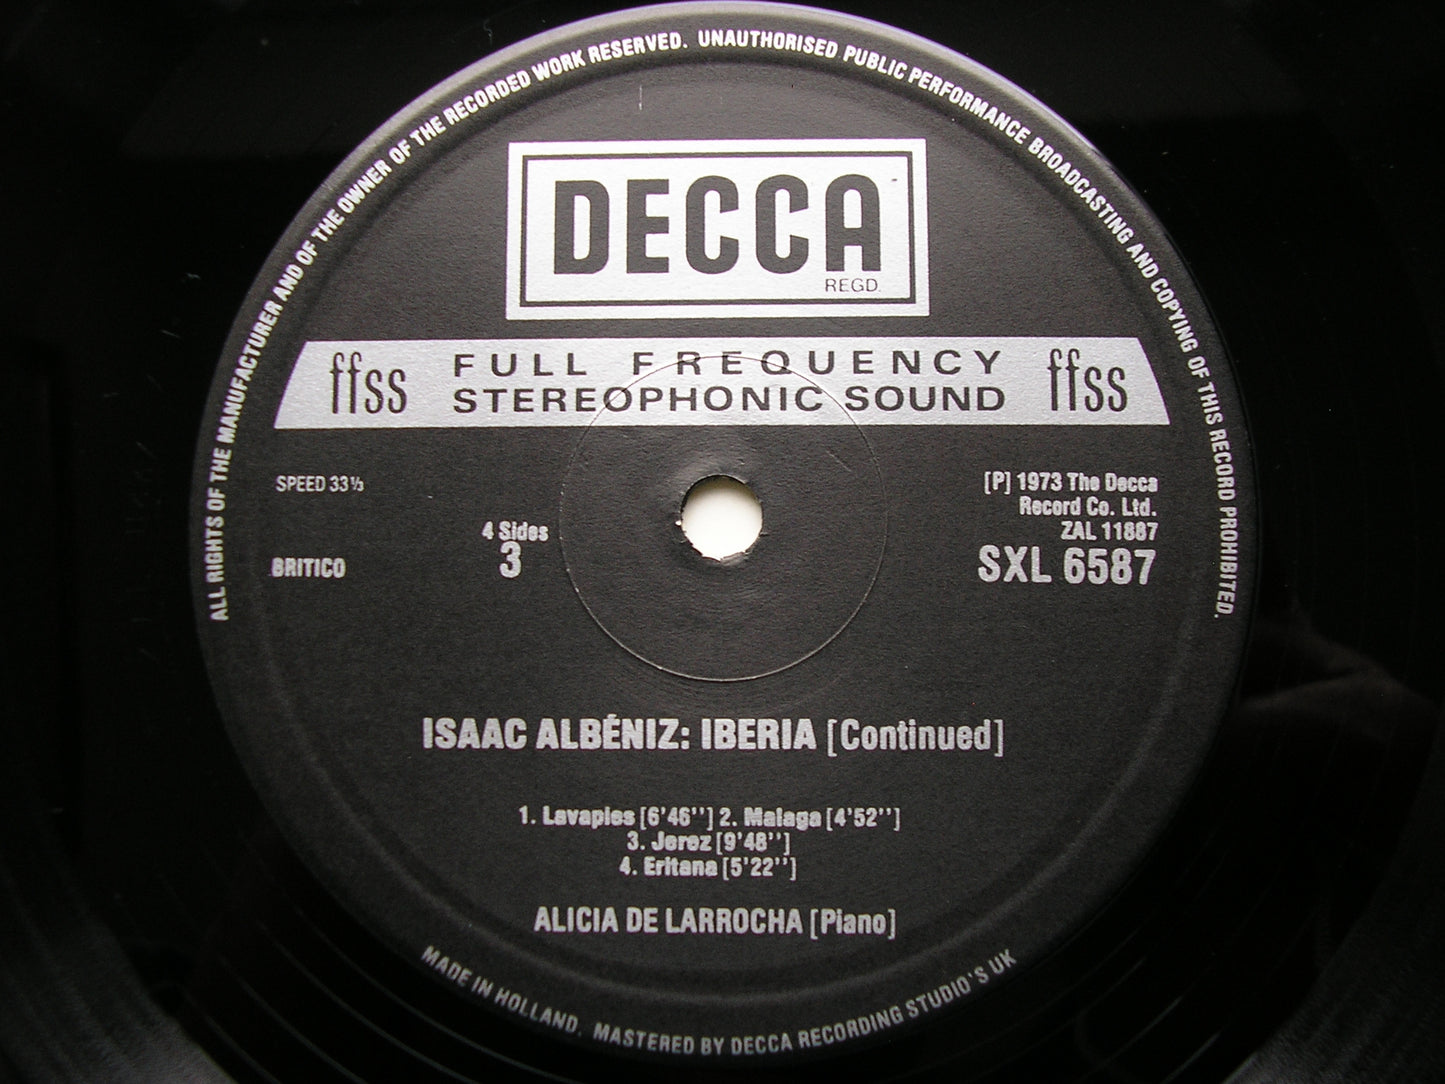 ALL RIGHTS OF THE MANUFACTURER AND OF THE OWNER OF THE RECORDED WORK RESERVED. UNAUTHORISED PUBLIC PERFORMANCE BROADCASTING AND COPYING OF THIS RECORD PROHIBITED.
DECCA
REGD.
ffss FULL FREQUENCY STEREOPHONIC SOUND ffss
SPEED 33⅓
[P] 1973 The Decca
Record Co. Ltd.
4 Sides
ZAL 11887
BRITICO 3 SXL 6587
ISAAC ALBÉNIZ: IBERIA [Continued]
1. Lavapies [6'46''] 2. Malaga [4'52'']
3. Jerez [9'48'']
4. Eritana [5'22'']
ALICIA DE LARROCHA [Piano]
MADE IN HOLLAND. MASTERED BY DECCA RECORDING STUDIO'S UK